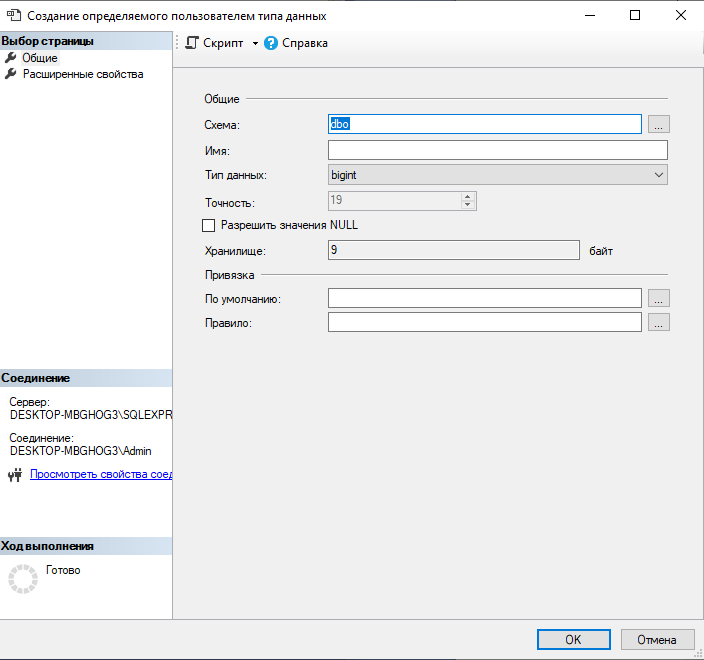 Создание определяемого пользователем типа данных
Выбор страницы
Общие
Расширенные свойства
Скрипт
Справка
Общие
Схема:
dbo
...
Имя:
Тип данных:
bigint
Точность:
19
Разрешить значения NULL
Хранилище:
9
байт
Привязка
По умолчанию:
...
Правило:
...
Соединение
Сервер:
DESKTOP-MBGHOG3\SQLEXPR
Соединение:
DESKTOP-MBGHOG3\Admin
Просмотреть свойства соед
Ход выполнения
Готово
OK
Отмена